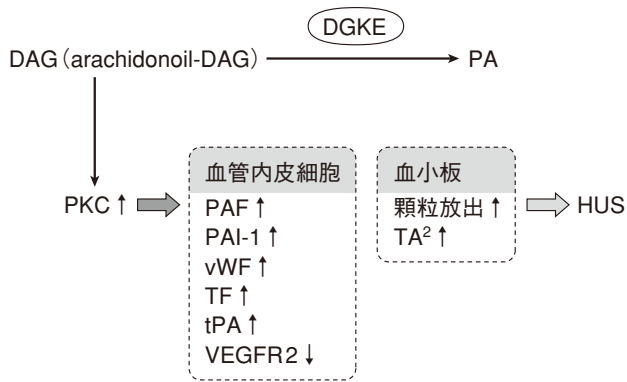 DGKE
DAG（arachidonoil-DAG） PA
血管内皮細胞
血小板
PKC↑
PAF↑
PAI-1↑
vWF↑
TF↑
tPA↑
VEGFR2↓
顆粒放出↑
TA²↑
HUS